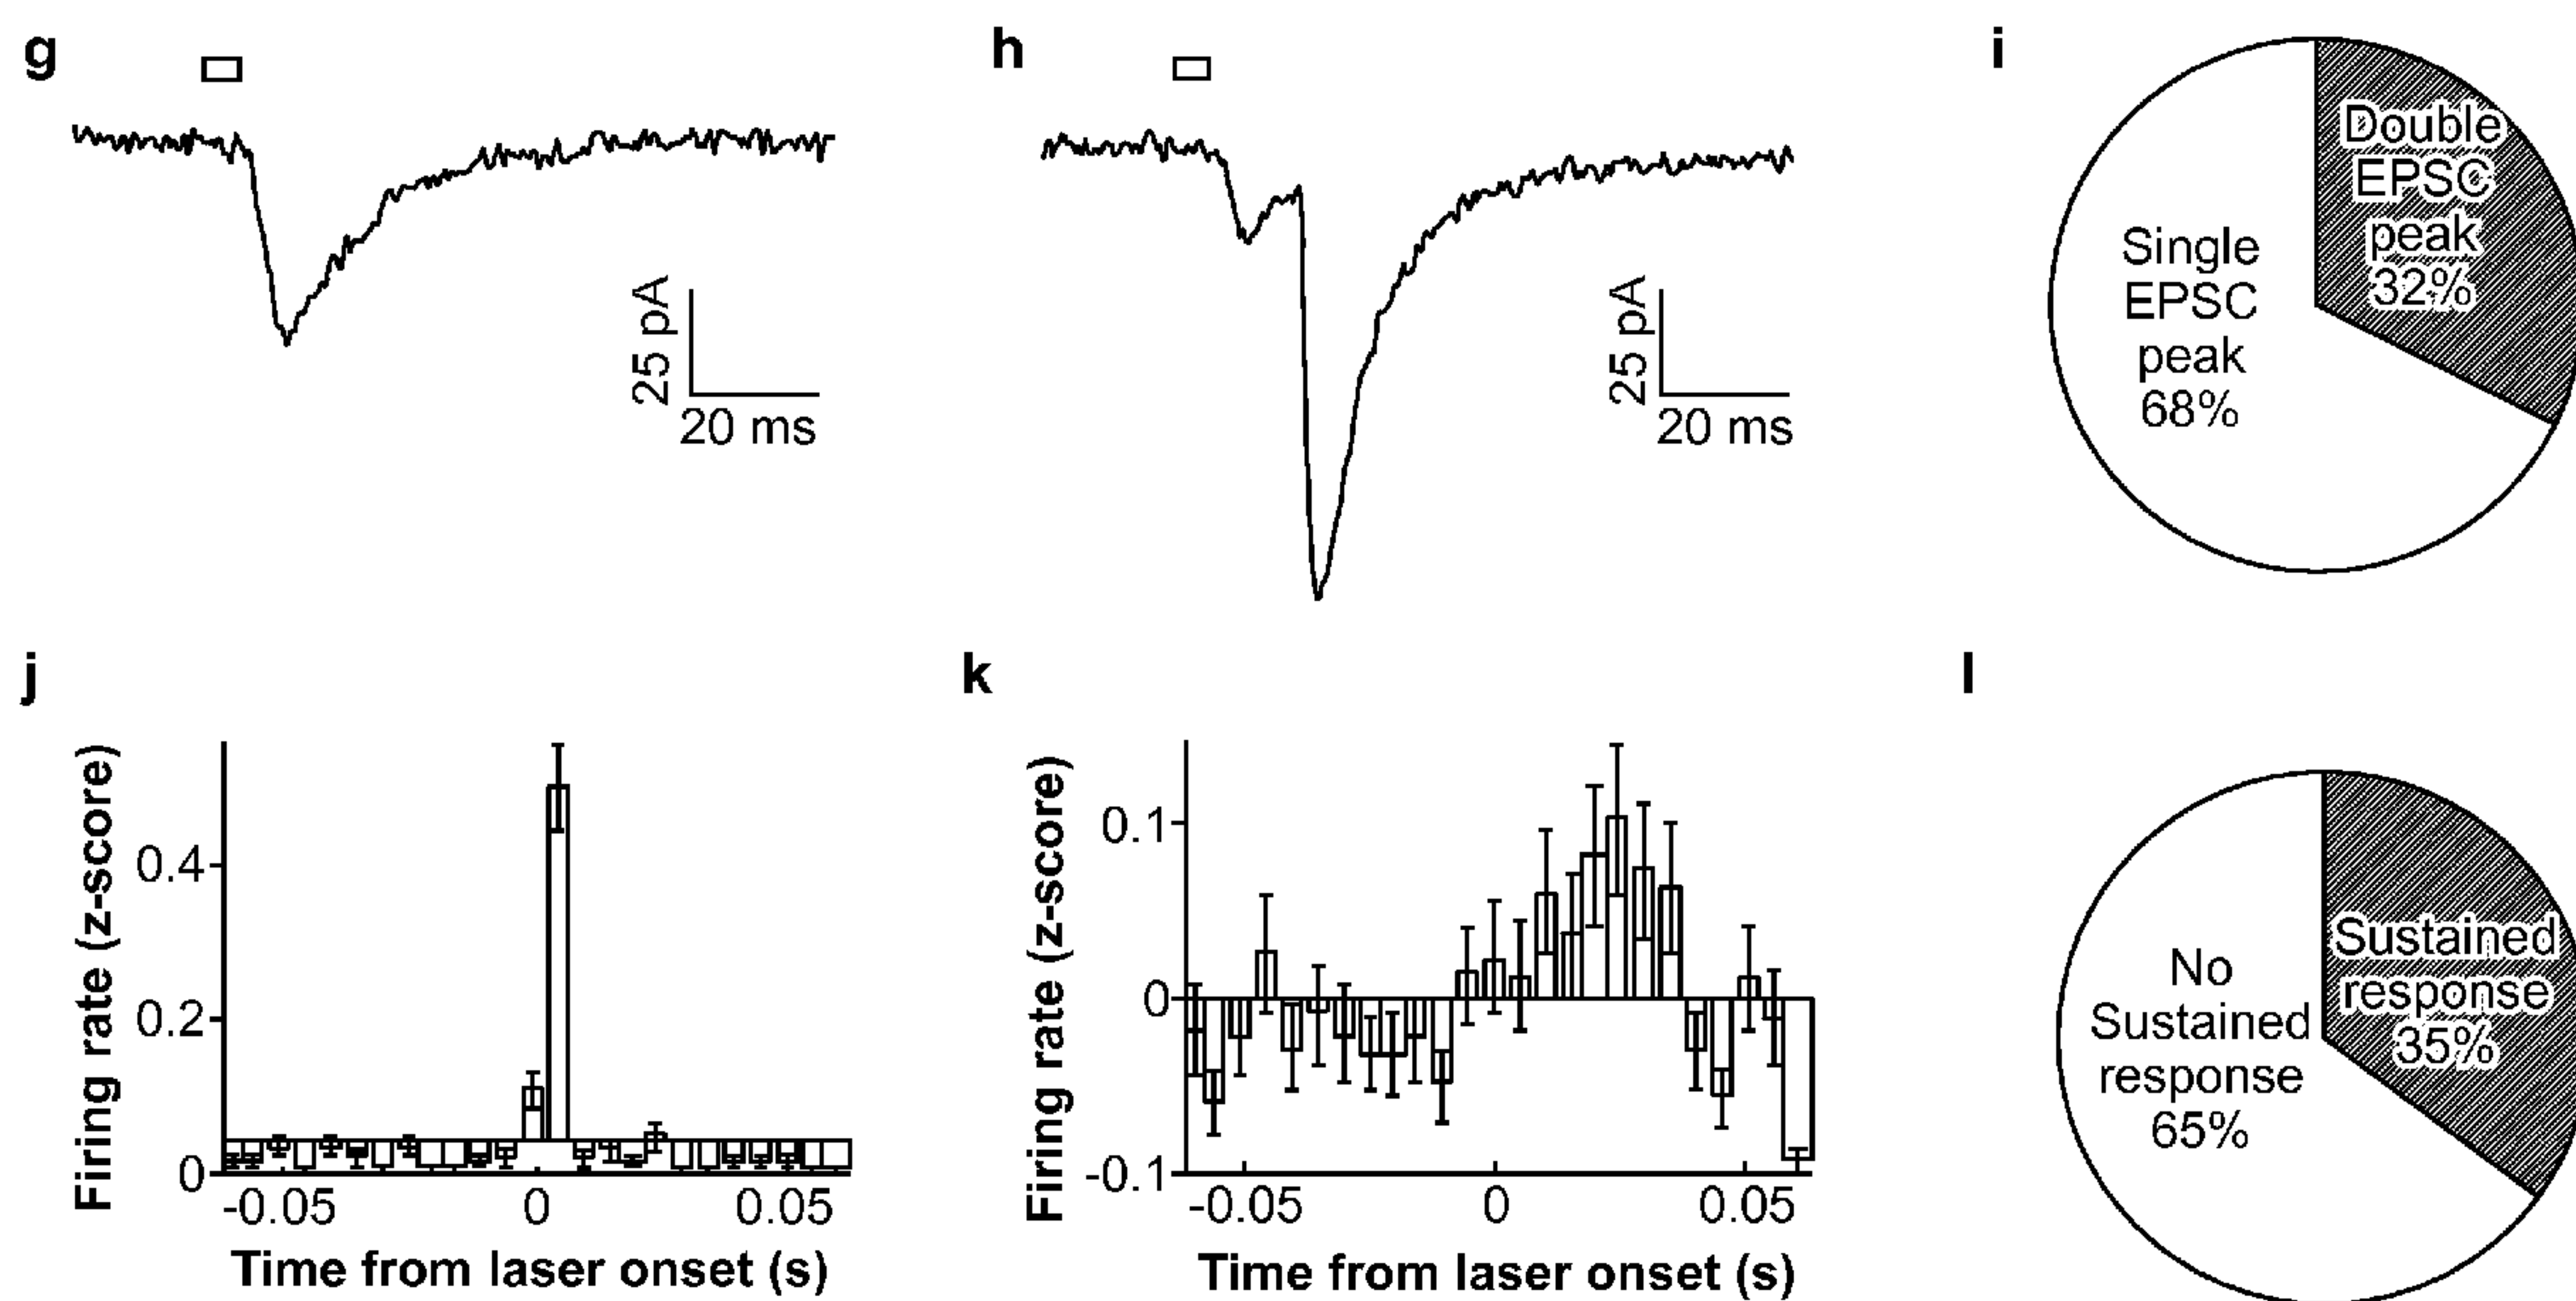 g
25 pA
20 ms
h
25 pA
20 ms
i
Double
EPSC
peak
32%
Single
EPSC
peak
68%
j
Firing rate (z-score)
0.4
0.2
0
-0.05
0
0.05
Time from laser onset (s)
k
Firing rate (z-score)
0.1
0
-0.1
-0.05
0
0.05
Time from laser onset (s)
l
Sustained
response
35%
No
Sustained
response
65%